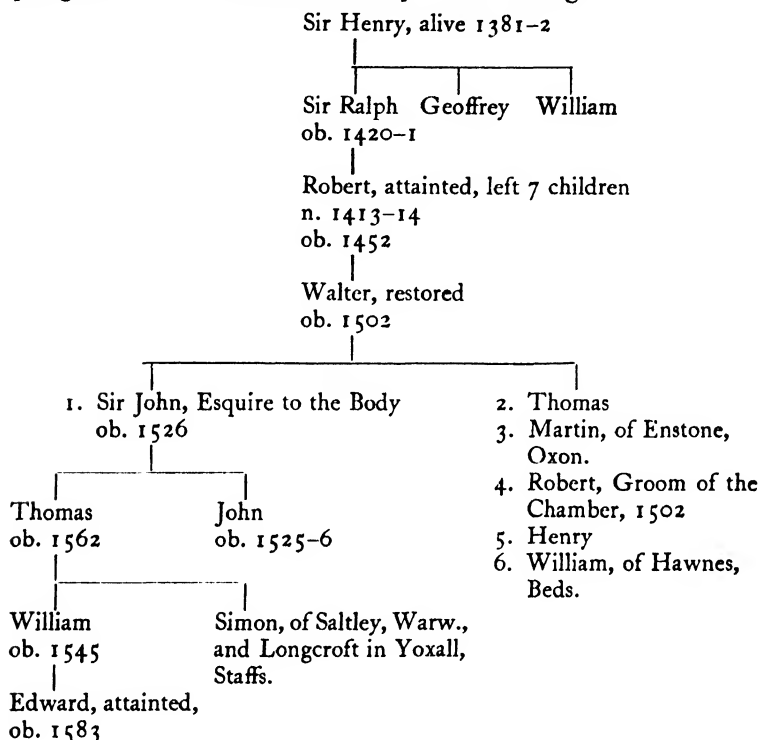 Sir Henry, alive 1381–2
Sir Ralph Geoffrey William
ob. 1420–1
Robert, attainted, left 7 children
n. 1413–14
ob. 1452
Walter, restored
ob. 1502
1. Sir John, Esquire to the Body
ob. 1526
2. Thomas
3. Martin, of Enstone,
Oxon.
4. Robert, Groom of the
Chamber, 1502
5. Henry
6. William, of Hawnes,
Beds.
Thomas John
ob. 1562 ob. 1525–6
William
ob. 1545
Simon, of Saltley, Warw.,
and Longcroft in Yoxall,
Staffs.
Edward, attainted,
ob. 1583